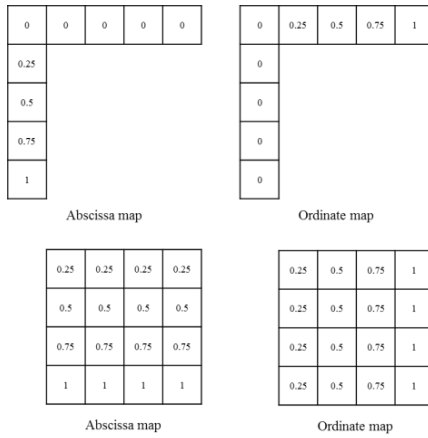 0 0 0 0 0
0.25
0.5
0.75
1
Abscissa map
0 0.25 0.5 0.75 1
0
0
0
0
Ordinate map
0.25 0.25 0.25 0.25
0.5 0.5 0.5 0.5
0.75 0.75 0.75 0.75
1 1 1 1
Abscissa map
0.25 0.5 0.75 1
0.25 0.5 0.75 1
0.25 0.5 0.75 1
0.25 0.5 0.75 1
Ordinate map